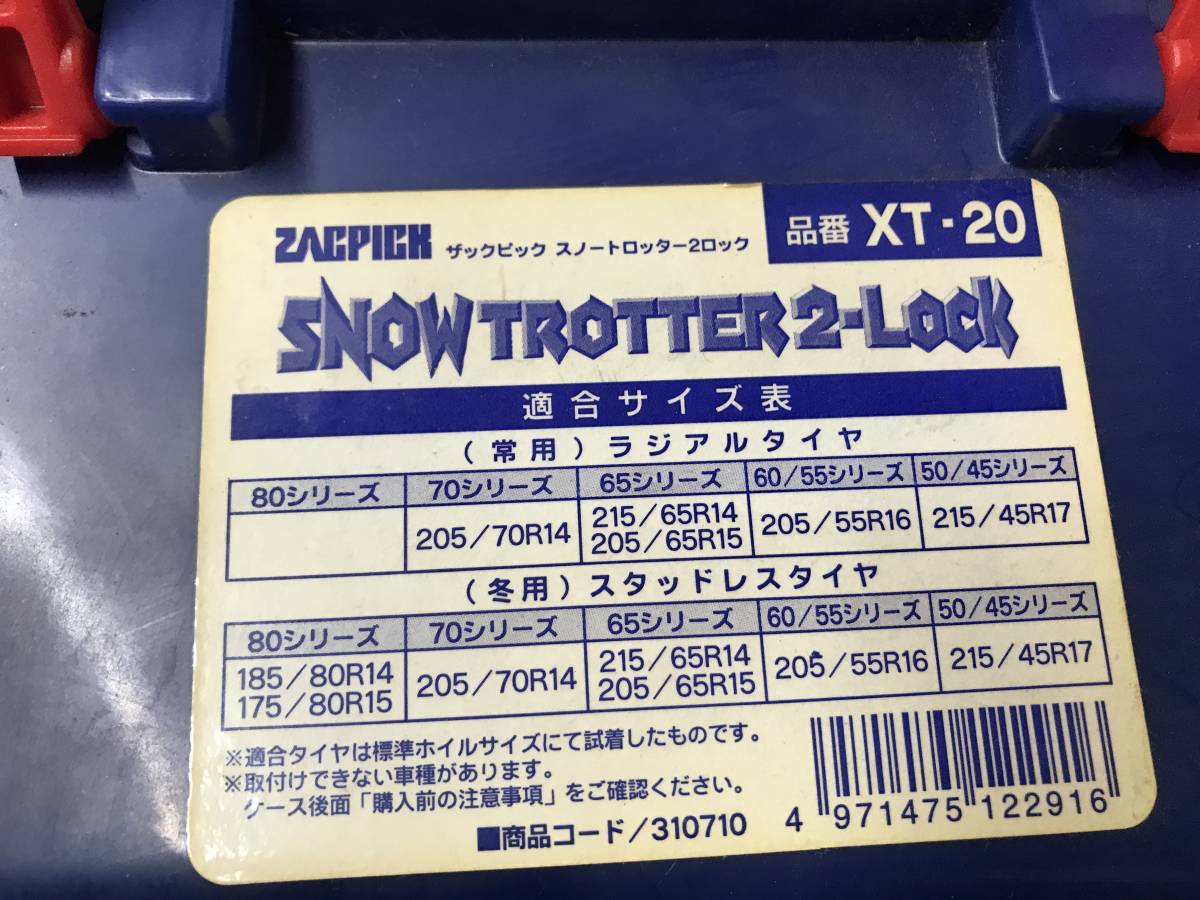 ZACPICK ザックピック スノートロッター2ロック 品番 XT-20
SNOW TROTTER 2-LOCK
適合サイズ表
(常用)ラジアルタイヤ
80シリーズ 70シリーズ 65シリーズ 60/55シリーズ 50/45シリーズ
205/70R14 215/65R14 205/55R16 215/45R17
205/65R15
(冬用)スタッドレスタイヤ
80シリーズ 70シリーズ 65シリーズ 60/55シリーズ 50/45シリーズ
185/80R14 205/70R14 215/65R14 205/55R16 215/45R17
175/80R15 205/65R15
※適合タイヤは標準ホイルサイズにて試着したものです。
※取付けできない車種があります。
ケース後面「購入前の注意事項」をご確認ください。
■商品コード/310710
4 971475 122916